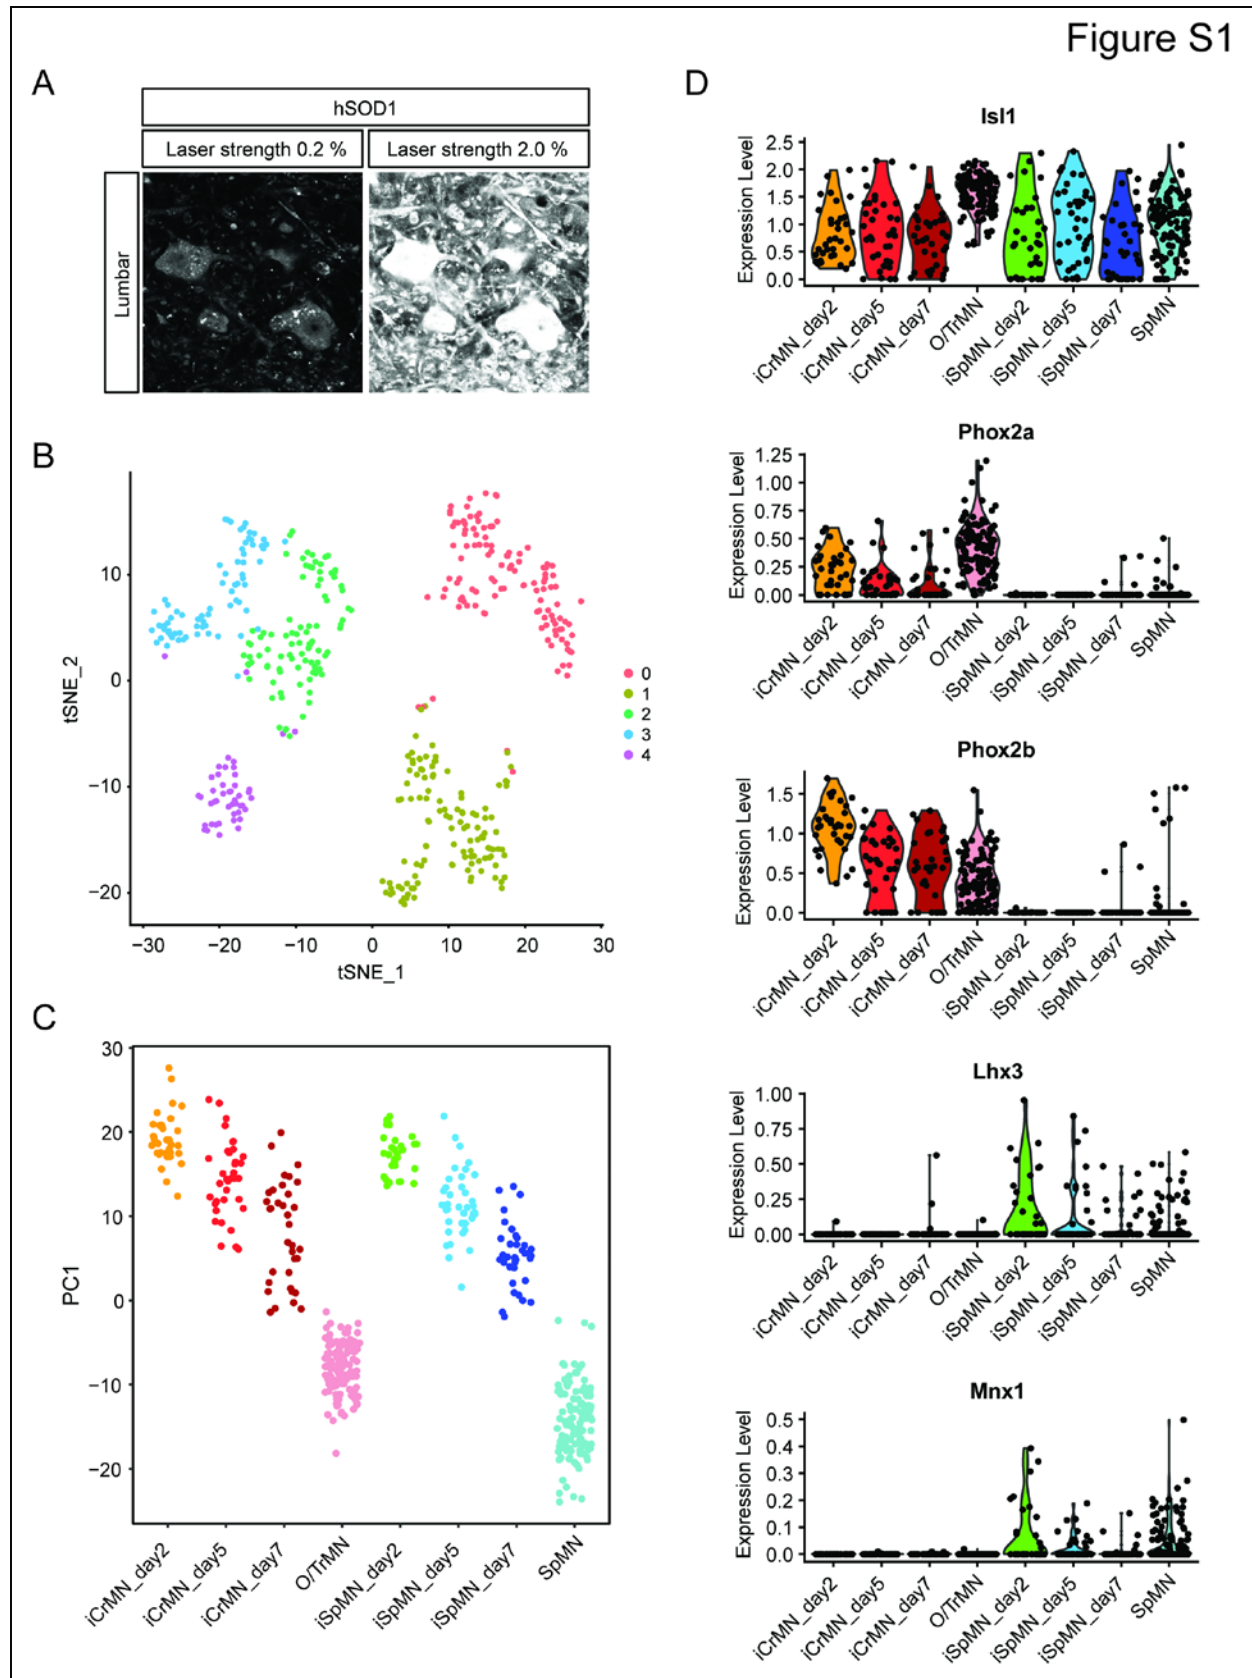 Figure S1
A
hSOD1
Laser strength 0.2 %
Laser strength 2.0 %
Lumbar
B
tSNE_2
10
0
−10
−20
−30
−20
−10
0
10
20
30
tSNE_1
0
1
2
3
4
C
PC1
30
20
10
0
−10
−20
iCrMN_day2
iCrMN_day5
iCrMN_day7
O/TrMN
iSpMN_day2
iSpMN_day5
iSpMN_day7
SpMN
D
Isl1
Expression Level
2.5
2.0
1.5
1.0
0.5
0.0
iCrMN_day2
iCrMN_day5
iCrMN_day7
O/TrMN
iSpMN_day2
iSpMN_day5
iSpMN_day7
SpMN
Phox2a
Expression Level
1.25
1.00
0.75
0.50
0.25
0.00
iCrMN_day2
iCrMN_day5
iCrMN_day7
O/TrMN
iSpMN_day2
iSpMN_day5
iSpMN_day7
SpMN
Phox2b
Expression Level
1.5
1.0
0.5
0.0
iCrMN_day2
iCrMN_day5
iCrMN_day7
O/TrMN
iSpMN_day2
iSpMN_day5
iSpMN_day7
SpMN
Lhx3
Expression Level
1.00
0.75
0.50
0.25
0.00
iCrMN_day2
iCrMN_day5
iCrMN_day7
O/TrMN
iSpMN_day2
iSpMN_day5
iSpMN_day7
SpMN
Mnx1
Expression Level
0.5
0.4
0.3
0.2
0.1
0.0
iCrMN_day2
iCrMN_day5
iCrMN_day7
O/TrMN
iSpMN_day2
iSpMN_day5
iSpMN_day7
SpMN